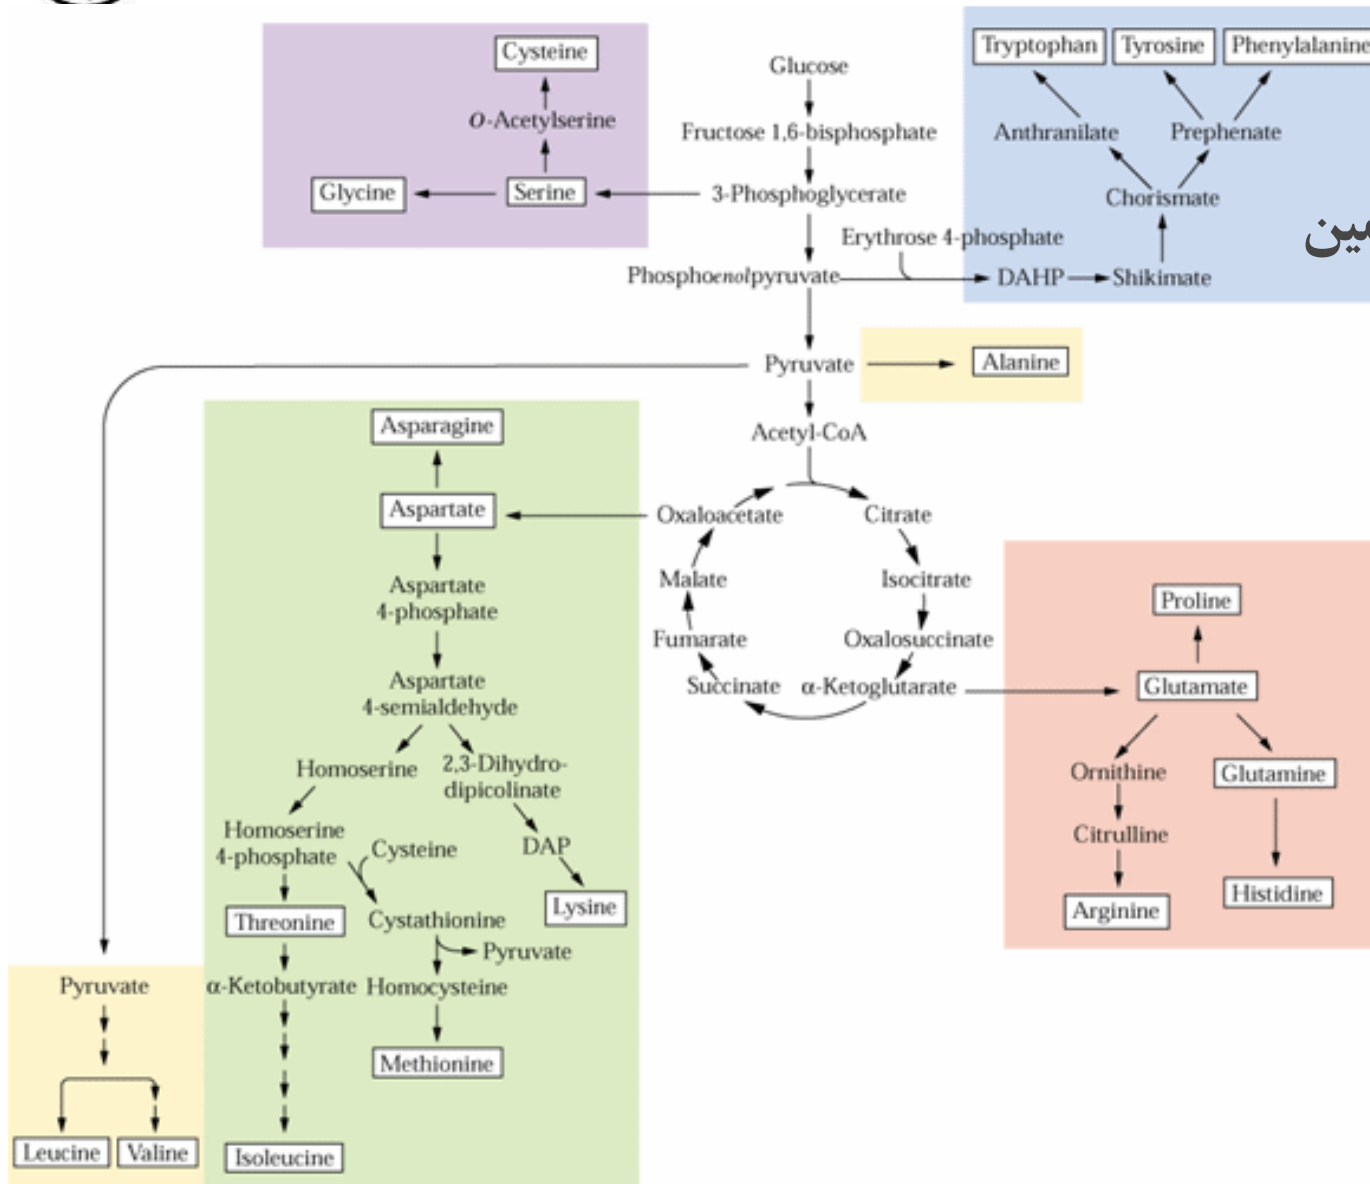 Cysteine
O-Acetylserine
Glycine
Serine
Glucose
Fructose 1,6-bisphosphate
3-Phosphoglycerate
Erythrose 4-phosphate
Phosphoenolpyruvate
Tryptophan
Tyrosine
Phenylalanine
Anthranilate
Prephenate
Chorismate
DAHP
Shikimate
Pyruvate
Alanine
Acetyl-CoA
Oxaloacetate
Citrate
Malate
Isocitrate
Fumarate
Oxalosuccinate
Succinate
α-Ketoglutarate
Asparagine
Aspartate
Aspartate
4-phosphate
Aspartate
4-semialdehyde
Homoserine
2,3-Dihydro-
dipicolinate
Homoserine
4-phosphate
Cysteine
DAP
Threonine
Cystathionine
Lysine
Pyruvate
α-Ketobutyrate
Homocysteine
Methionine
Isoleucine
Pyruvate
Leucine
Valine
Proline
Glutamate
Ornithine
Glutamine
Citrulline
Arginine
Histidine